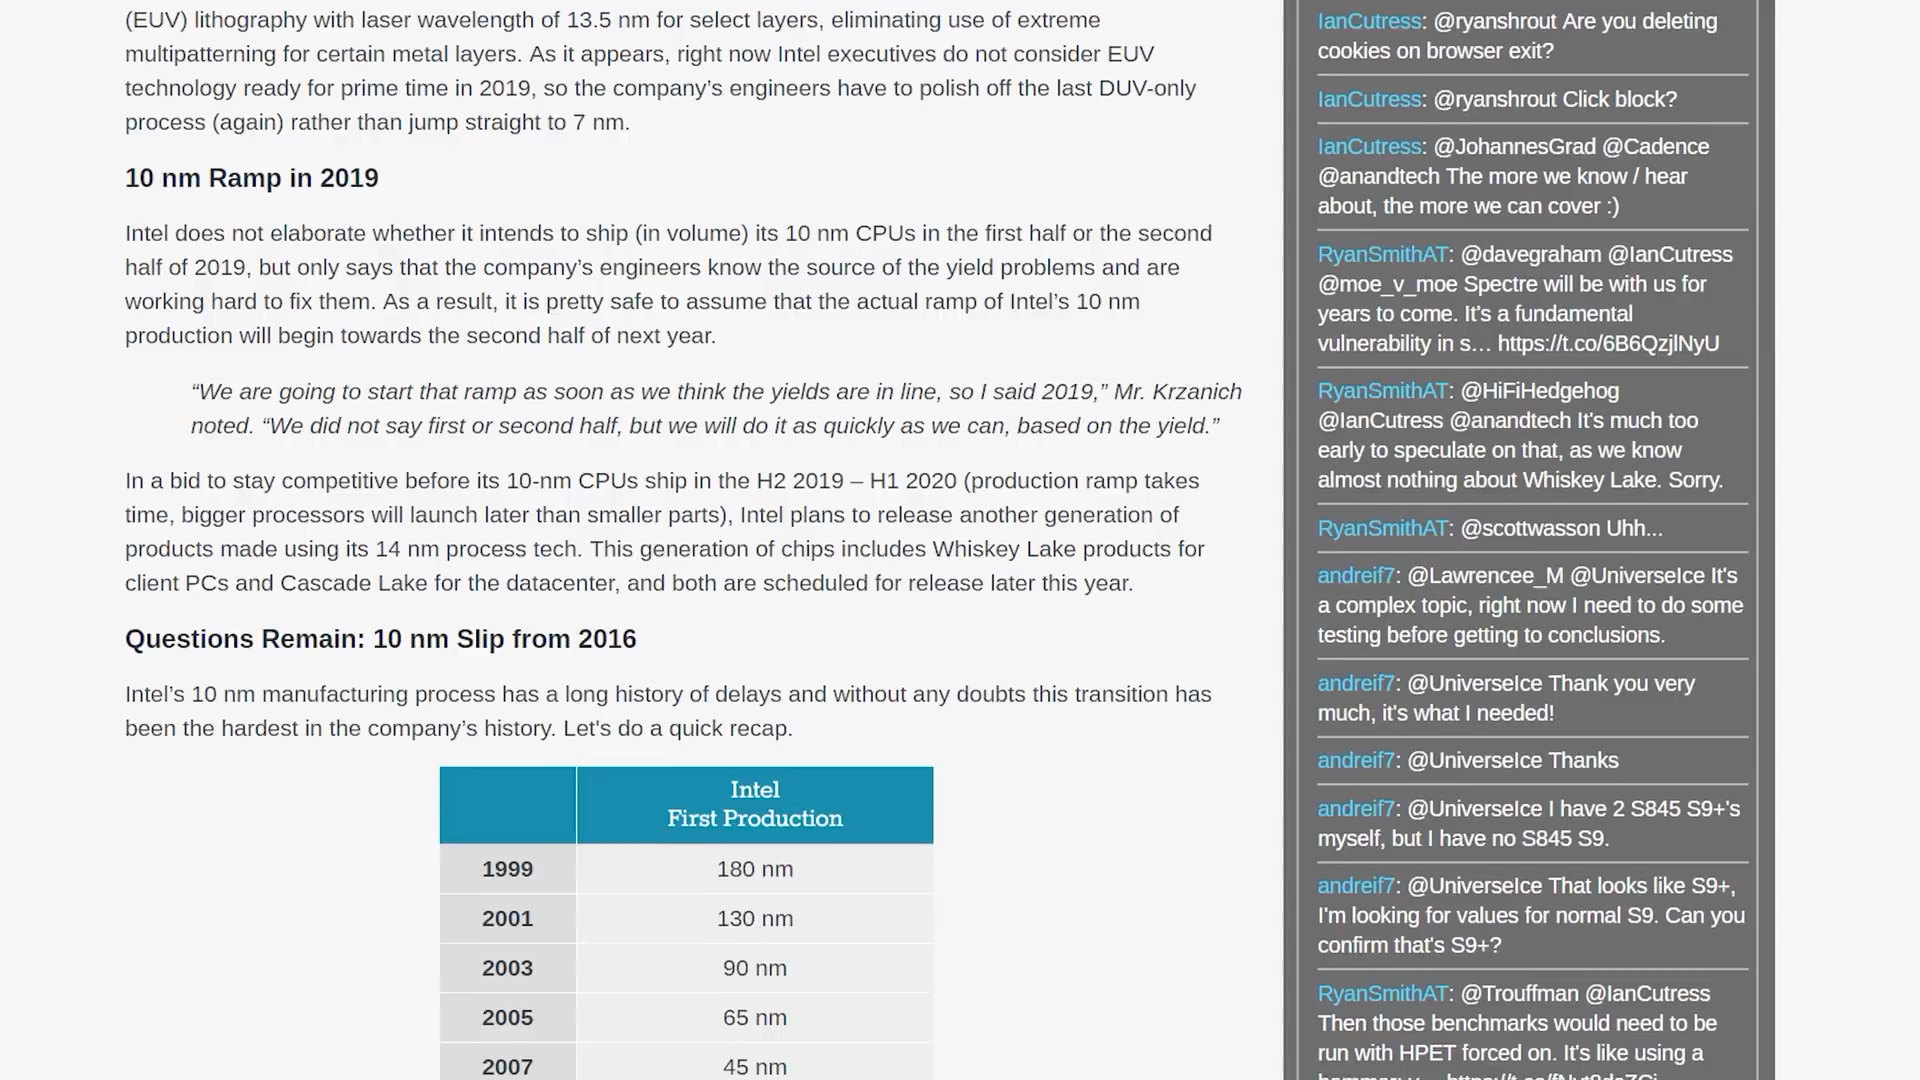 (EUV) lithography with laser wavelength of 13.5 nm for select layers, eliminating use of extreme
multipatterning for certain metal layers. As it appears, right now Intel executives do not consider EUV
technology ready for prime time in 2019, so the company’s engineers have to polish off the last DUV-only
process (again) rather than jump straight to 7 nm.
10 nm Ramp in 2019
Intel does not elaborate whether it intends to ship (in volume) its 10 nm CPUs in the first half or the second
half of 2019, but only says that the company’s engineers know the source of the yield problems and are
working hard to fix them. As a result, it is pretty safe to assume that the actual ramp of Intel’s 10 nm
production will begin towards the second half of next year.
“We are going to start that ramp as soon as we think the yields are in line, so I said 2019,” Mr. Krzanich
noted. “We did not say first or second half, but we will do it as quickly as we can, based on the yield.”
In a bid to stay competitive before its 10-nm CPUs ship in the H2 2019 – H1 2020 (production ramp takes
time, bigger processors will launch later than smaller parts), Intel plans to release another generation of
products made using its 14 nm process tech. This generation of chips includes Whiskey Lake products for
client PCs and Cascade Lake for the datacenter, and both are scheduled for release later this year.
Questions Remain: 10 nm Slip from 2016
Intel’s 10 nm manufacturing process has a long history of delays and without any doubts this transition has
been the hardest in the company’s history. Let's do a quick recap.
Intel
First Production
1999 180 nm
2001 130 nm
2003 90 nm
2005 65 nm
2007 45 nm
IanCutress: @ryanshrout Are you deleting
cookies on browser exit?
IanCutress: @ryanshrout Click block?
IanCutress: @JohannesGrad @Cadence
@anandtech The more we know / hear
about, the more we can cover :)
RyanSmithAT: @davegraham @IanCutress
@moe_v_moe Spectre will be with us for
years to come. It's a fundamental
vulnerability in s… https://t.co/6B6QzjlNyU
RyanSmithAT: @HiFiHedgehog
@IanCutress @anandtech It's much too
early to speculate on that, as we know
almost nothing about Whiskey Lake. Sorry.
RyanSmithAT: @scottwasson Uhh...
andreif7: @Lawrencee_M @UniverseIce It's
a complex topic, right now I need to do some
testing before getting to conclusions.
andreif7: @UniverseIce Thank you very
much, it's what I needed!
andreif7: @UniverseIce Thanks
andreif7: @UniverseIce I have 2 S845 S9+'s
myself, but I have no S845 S9.
andreif7: @UniverseIce That looks like S9+,
I'm looking for values for normal S9. Can you
confirm that's S9+?
RyanSmithAT: @Trouffman @IanCutress
Then those benchmarks would need to be
run with HPET forced on. It's like using a